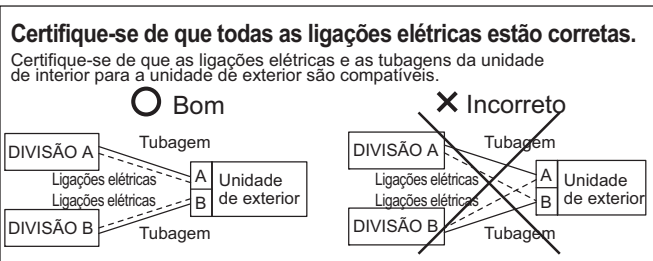 Certifique-se de que todas as ligações elétricas estão corretas.
Certifique-se de que as ligações elétricas e as tubagens da unidade
de interior para a unidade de exterior são compatíveis.
Bom
DIVISÃO A
Tubagem
Ligações elétricas
Ligações elétricas
DIVISÃO B
Tubagem
A
B
Unidade
de exterior
Incorreto
DIVISÃO A
Tubagem
Ligações elétricas
Ligações elétricas
DIVISÃO B
Tubagem
A
B
Unidade
de exterior